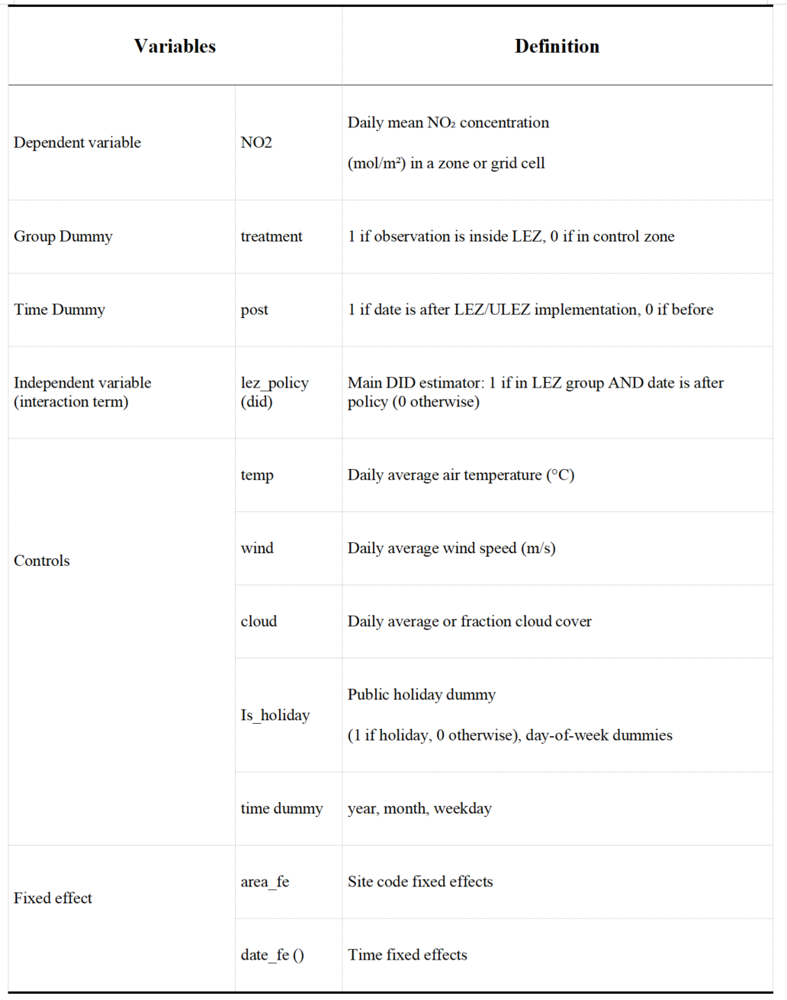 Variables
Definition
Dependent variable
NO2
Daily mean NO₂ concentration
(mol/m²) in a zone or grid cell
Group Dummy
treatment
1 if observation is inside LEZ, 0 if in control zone
Time Dummy
post
1 if date is after LEZ/ULEZ implementation, 0 if before
Independent variable
(interaction term)
lez_policy
(did)
Main DID estimator: 1 if in LEZ group AND date is after
policy (0 otherwise)
Controls
temp
Daily average air temperature (°C)
wind
Daily average wind speed (m/s)
cloud
Daily average or fraction cloud cover
Is_holiday
Public holiday dummy
(1 if holiday, 0 otherwise), day-of-week dummies
time dummy
year, month, weekday
Fixed effect
area_fe
Site code fixed effects
date_fe ()
Time fixed effects